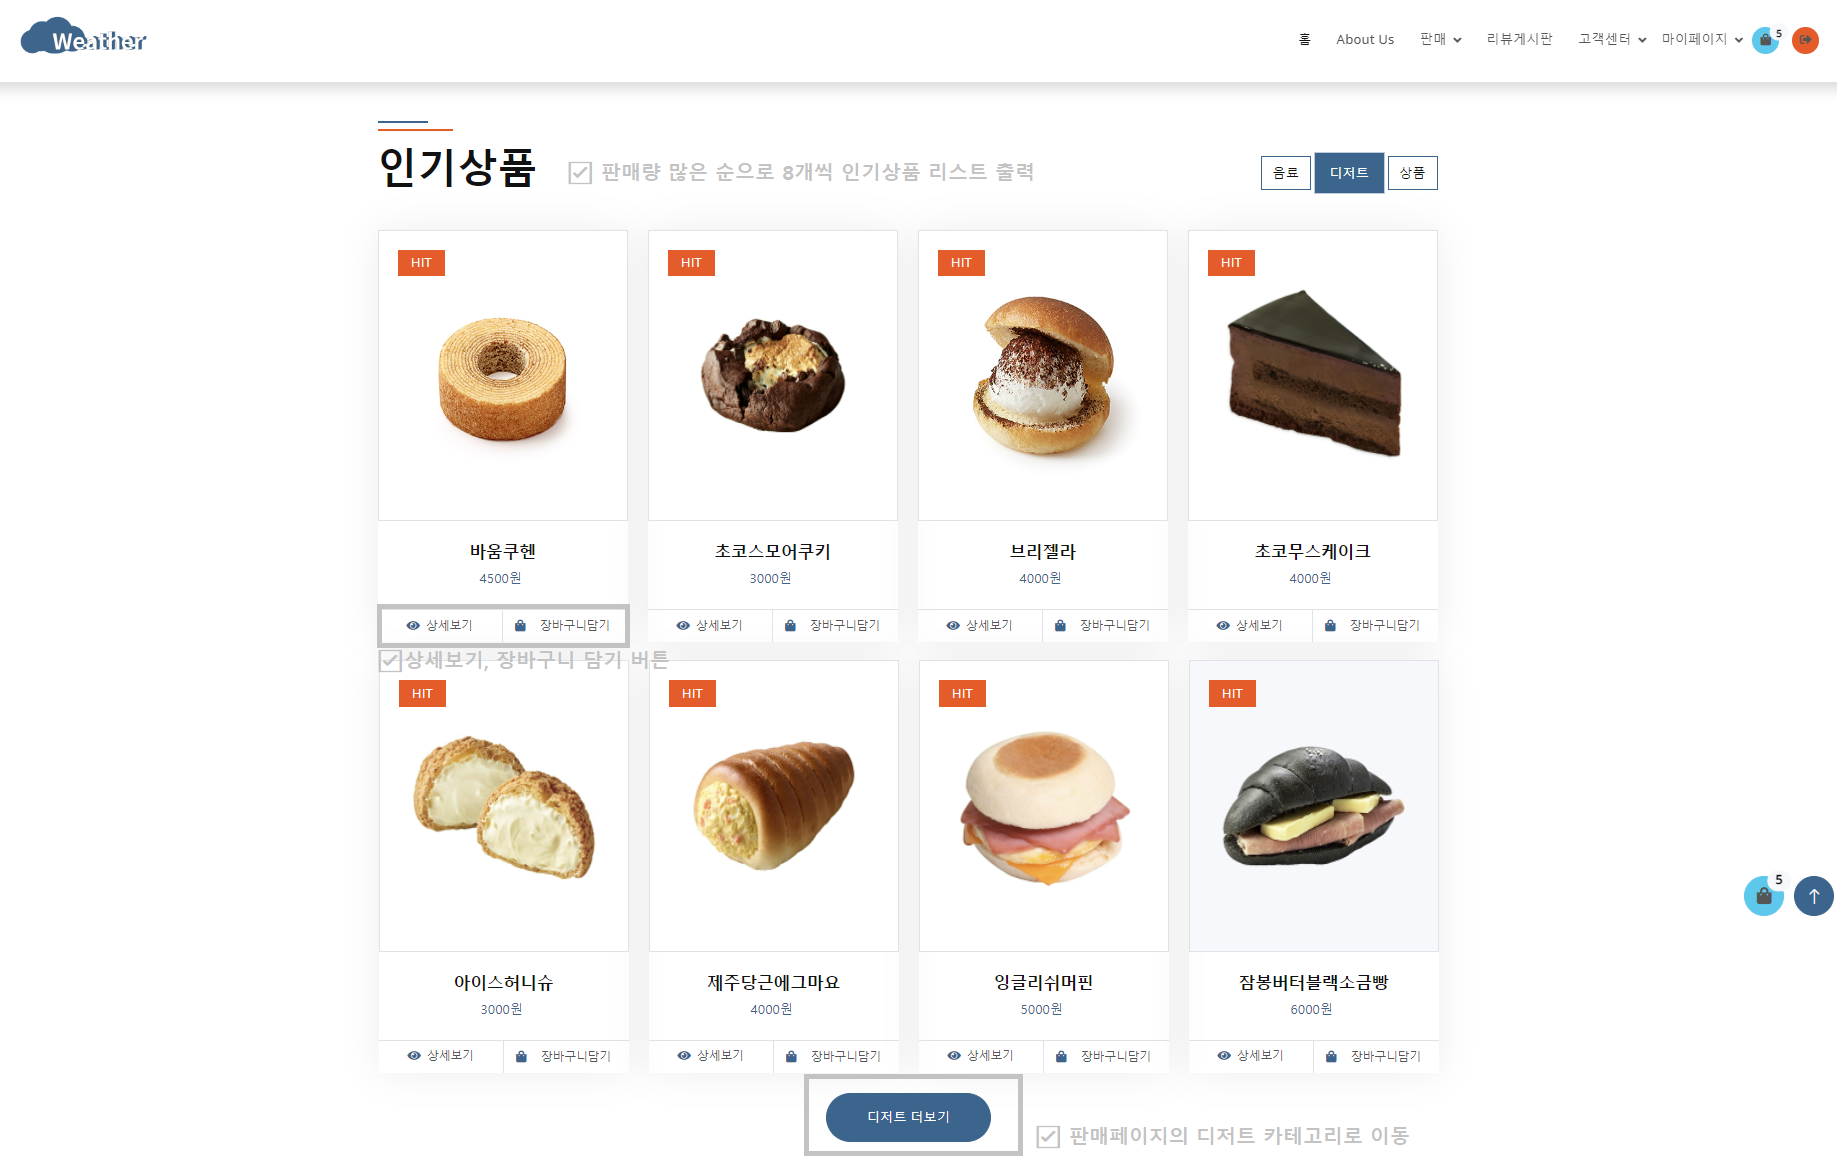 Weather
홈 About Us 판매 리뷰게시판 고객센터 마이페이지 5
인기상품 판매량 많은 순으로 8개씩 인기상품 리스트 출력 음료 디저트 상품
HIT HIT HIT HIT
바움쿠헨 초코스모어쿠키 브리젤라 초코무스케이크
4500원 3000원 4000원 4000원
상세보기 장바구니담기 상세보기 장바구니담기 상세보기 장바구니담기 상세보기 장바구니담기
상세보기, 장바구니 담기 버튼
HIT HIT HIT HIT
5
아이스허니슈 제주당근에그마요 잉글리쉬머핀 잠봉버터블랙소금빵
3000원 4000원 5000원 6000원
상세보기 장바구니담기 상세보기 장바구니담기 상세보기 장바구니담기 상세보기 장바구니담기
디저트 더보기
판매페이지의 디저트 카테고리로 이동